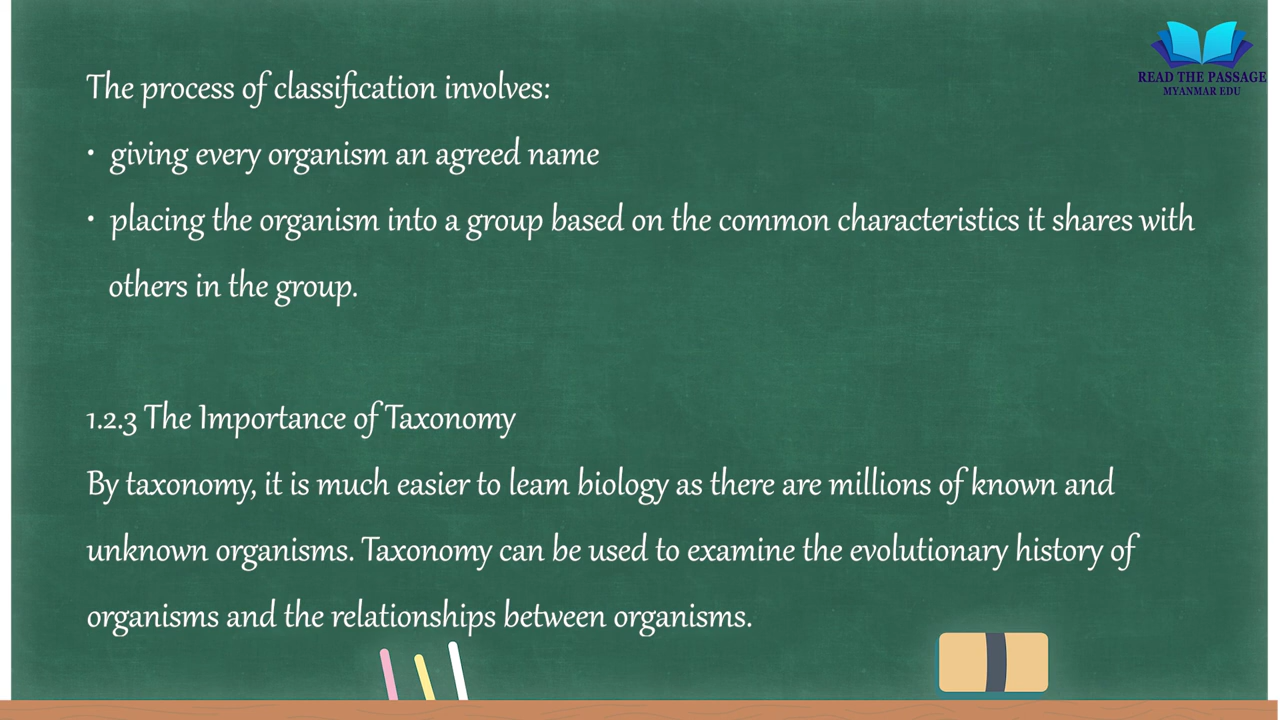 READ THE PASSAGE
MYANMAR EDU
The process of classification involves:
• giving every organism an agreed name
• placing the organism into a group based on the common characteristics it shares with
others in the group.
1.2.3 The Importance of Taxonomy
By taxonomy, it is much easier to leam biology as there are millions of known and
unknown organisms. Taxonomy can be used to examine the evolutionary history of
organisms and the relationships between organisms.